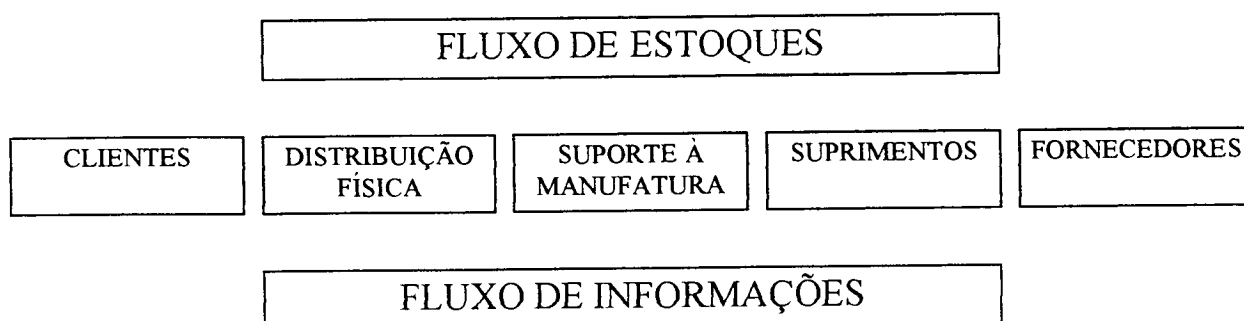 FLUXO DE ESTOQUES
CLIENTES
DISTRIBUIÇÃO
FÍSICA
SUPORTE À
MANUFATURA
SUPRIMENTOS
FORNECEDORES
FLUXO DE INFORMAÇÕES